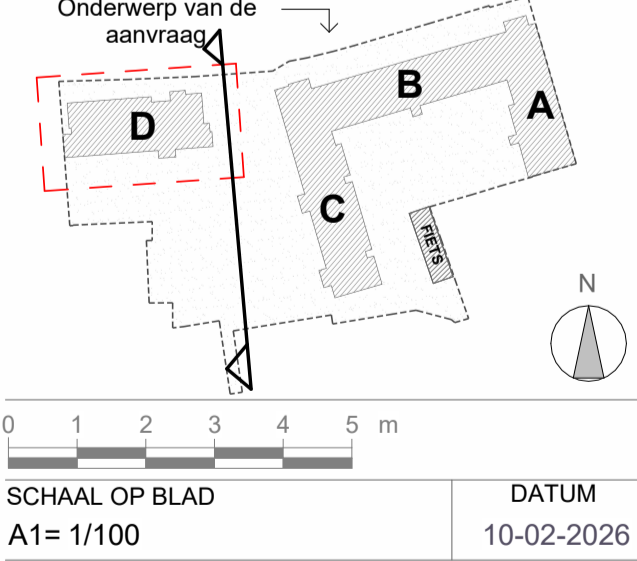 Onderwerp van de
aanvraag
B
A
D
C
FIETS
N
0 1 2 3 4 5 m
SCHAAL OP BLAD
A1= 1/100
DATUM
10-02-2026